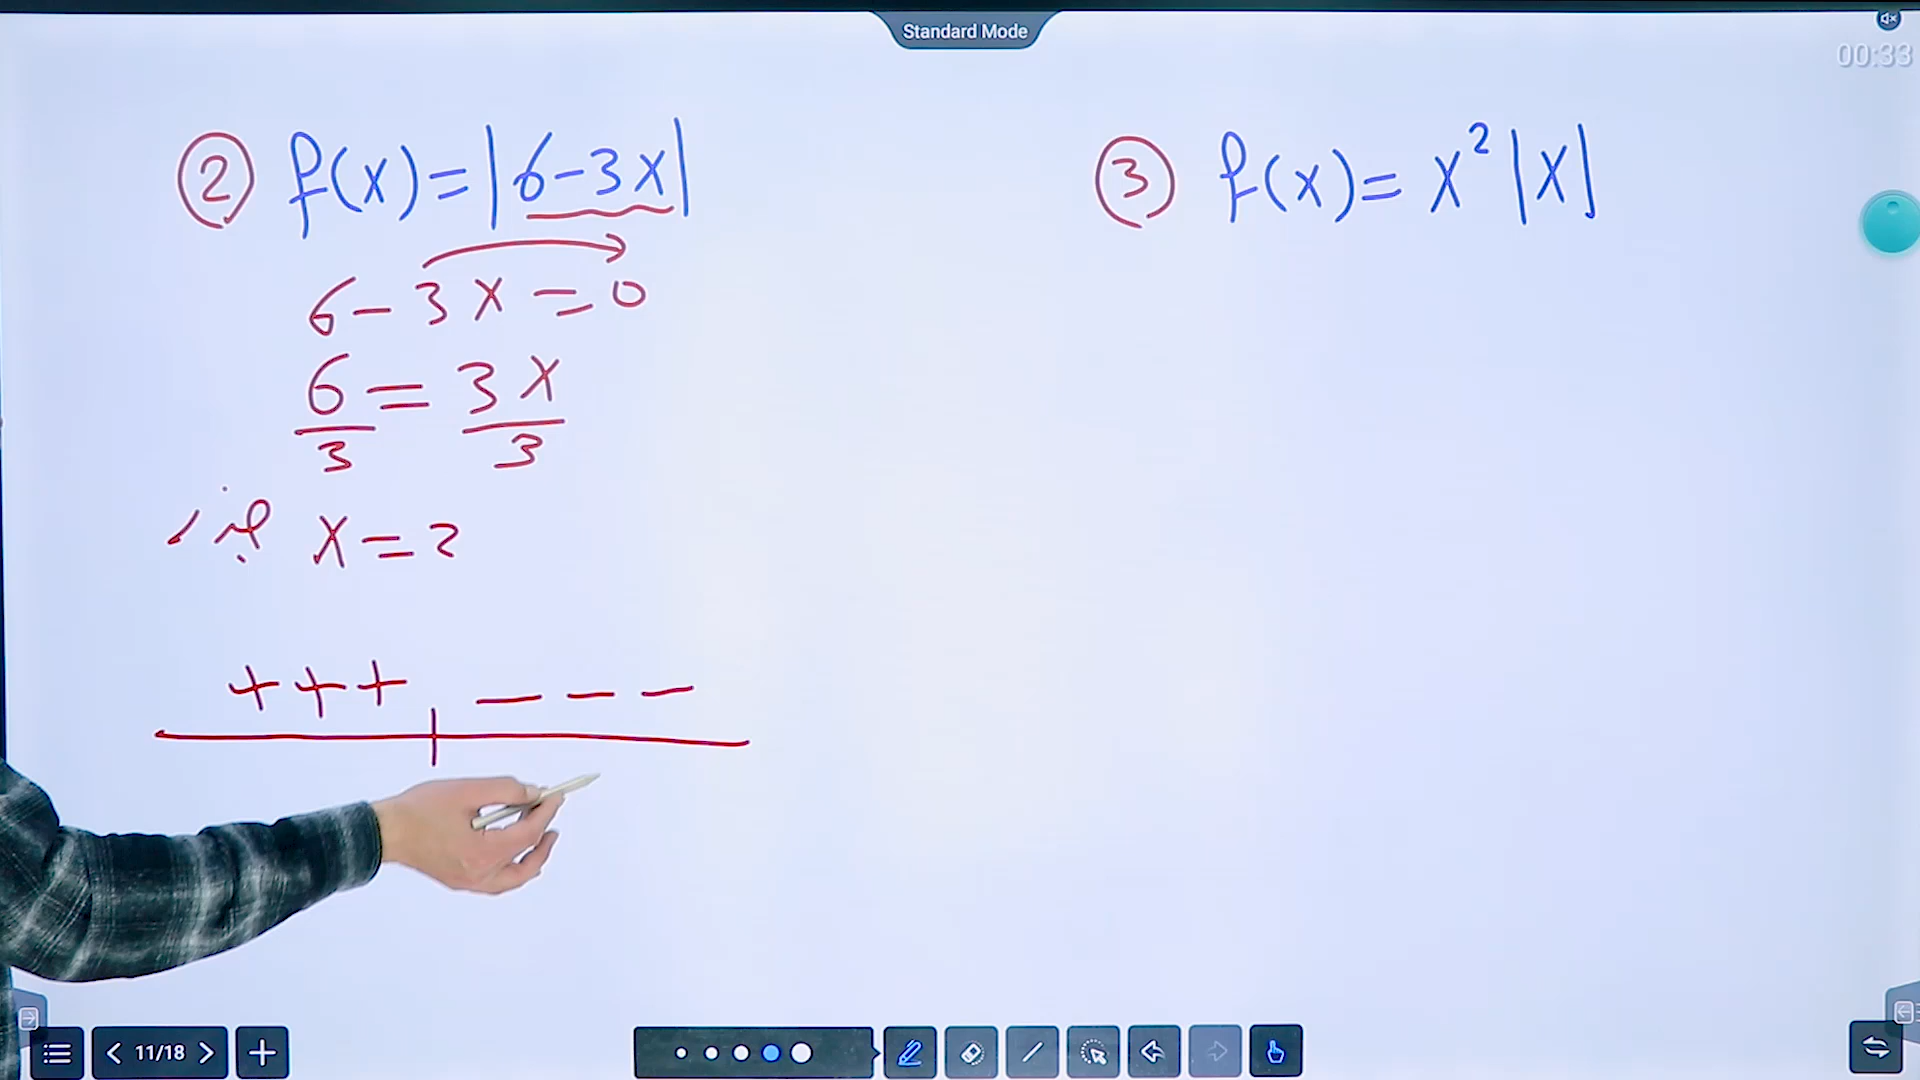 Standard Mode
00:33
② f(x)=|6-3x|
6-3x=0
6/3 = 3x/3
x=2
+++ ---
③ f(x)= x² |x|
11/18